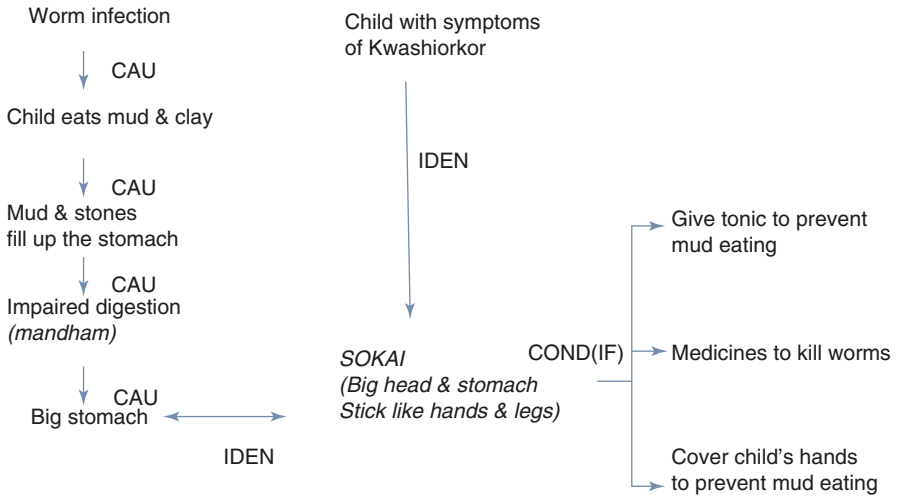 Worm infection
CAU
Child eats mud & clay
CAU
Mud & stones
fill up the stomach
CAU
Impaired digestion
(mandham)
CAU
Big stomach
IDEN
Child with symptoms
of Kwashiorkor
IDEN
SOKAI
(Big head & stomach
Stick like hands & legs)
COND(IF)
Give tonic to prevent
mud eating
Medicines to kill worms
Cover child's hands
to prevent mud eating